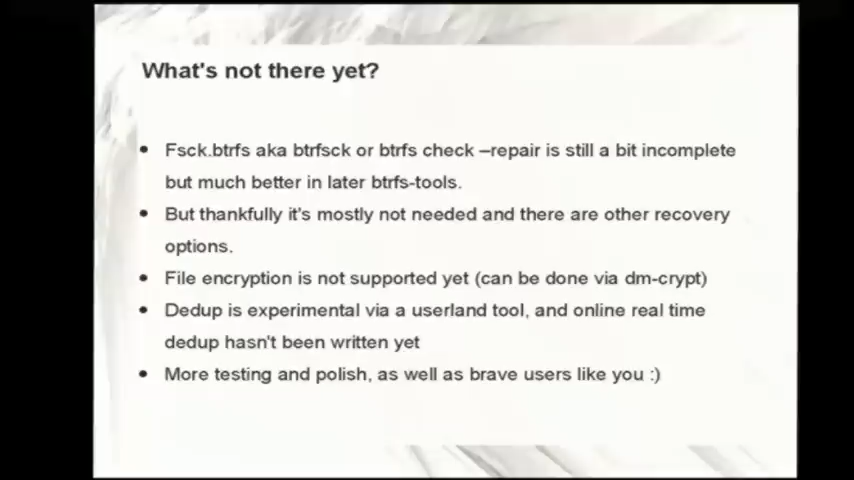 What's not there yet?
• Fsck.btrfs aka btrfsck or btrfs check –repair is still a bit incomplete
but much better in later btrfs-tools.
• But thankfully it's mostly not needed and there are other recovery
options.
• File encryption is not supported yet (can be done via dm-crypt)
• Dedup is experimental via a userland tool, and online real time
dedup hasn't been written yet
• More testing and polish, as well as brave users like you :)